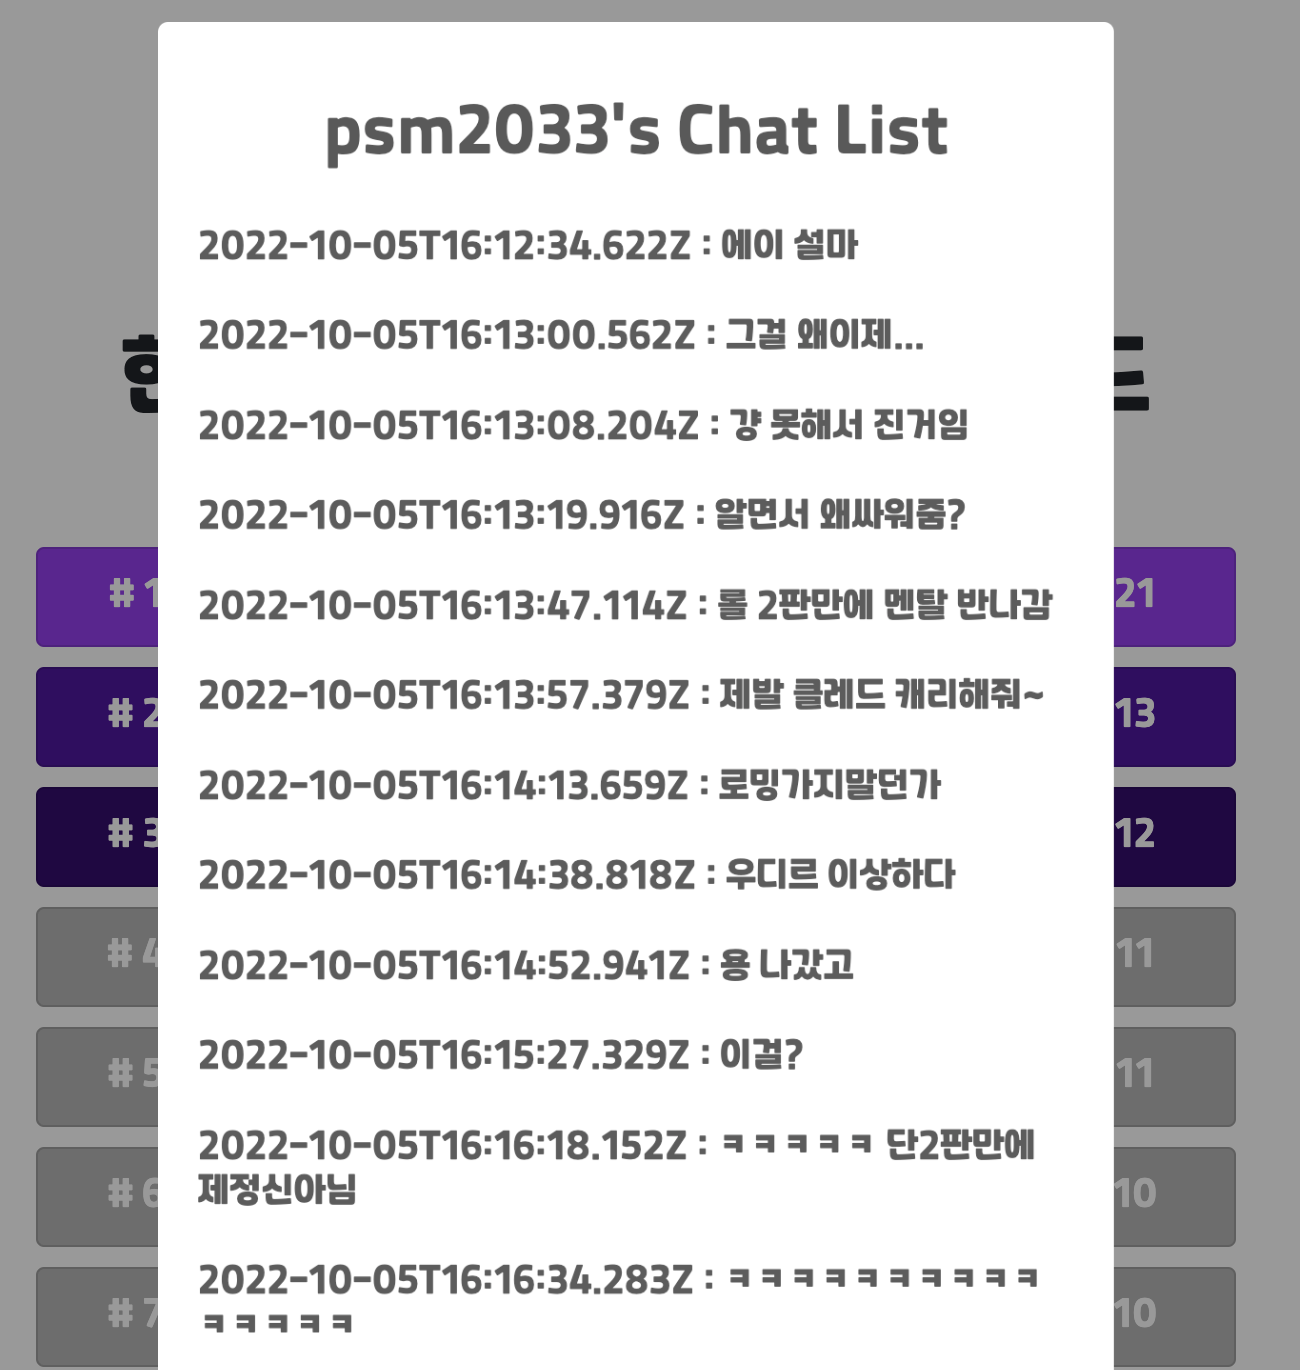 psm2033's Chat List
2022-10-05T16:12:34.622Z : 에이 설마
2022-10-05T16:13:00.562Z : 그걸 왜이제...
2022-10-05T16:13:08.204Z : 걍 못해서 진거임
2022-10-05T16:13:19.916Z : 알면서 왜싸워줌?
2022-10-05T16:13:47.114Z : 롤 2판만에 멘탈 반나감
2022-10-05T16:13:57.379Z : 제발 클레드 캐리해줘~
2022-10-05T16:14:13.659Z : 로밍가지말던가
2022-10-05T16:14:38.818Z : 우디르 이상하다
2022-10-05T16:14:52.941Z : 용 나갔고
2022-10-05T16:15:27.329Z : 이걸?
2022-10-05T16:16:18.152Z : ㅋㅋㅋㅋㅋ 단2판만에
제정신아님
2022-10-05T16:16:34.283Z : ㅋㅋㅋㅋㅋㅋㅋㅋㅋㅋ
ㅋㅋㅋㅋㅋ
드
# 1 21
# 2 13
# 3 12
# 4 11
# 5 11
# 6 10
# 7 10